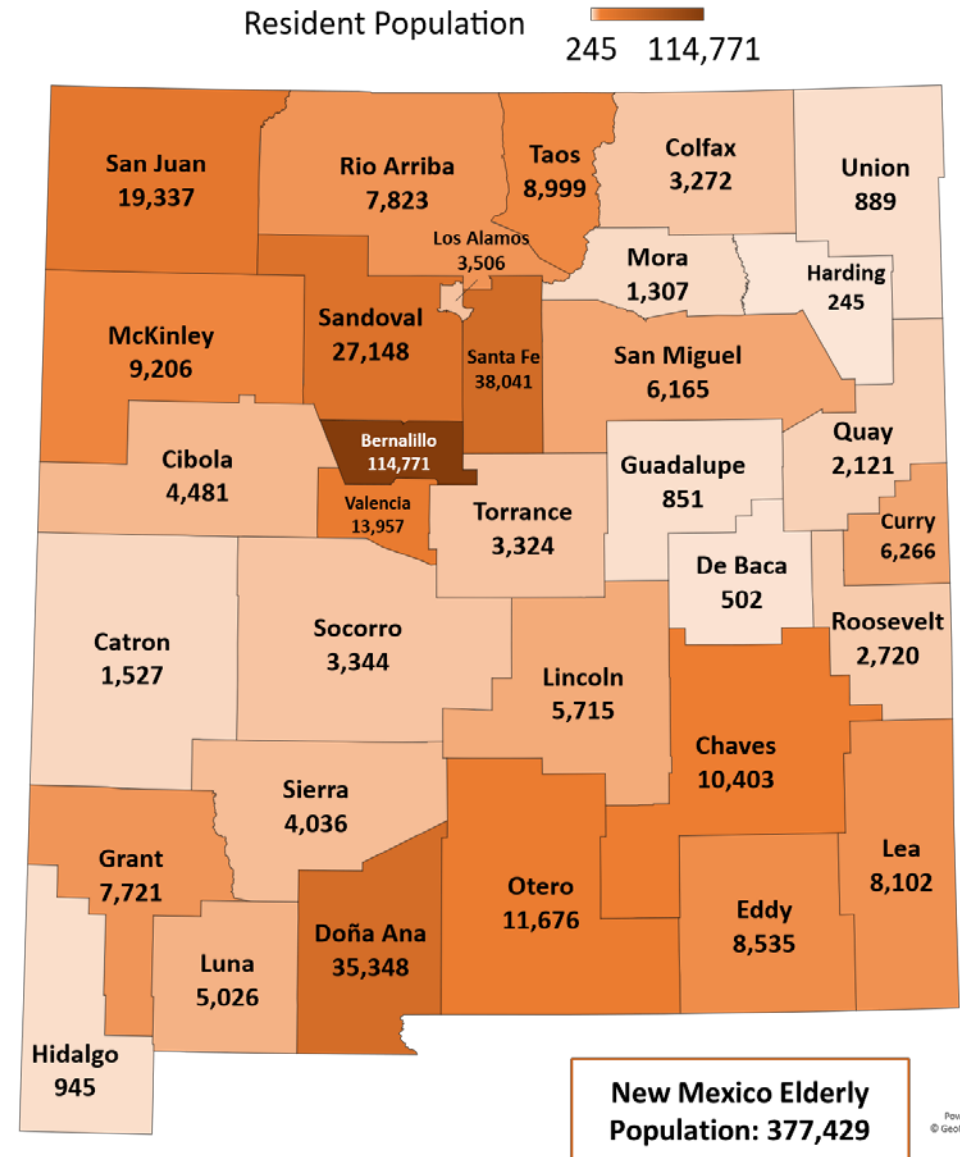 Resident Population
245 114,771
San Juan
19,337
Rio Arriba
7,823
Taos
8,999
Colfax
3,272
Union
889
Los Alamos
3,506
Mora
1,307
Harding
245
McKinley
9,206
Sandoval
27,148
Santa Fe
38,041
San Miguel
6,165
Bernalillo
114,771
Cibola
4,481
Valencia
13,957
Torrance
3,324
Guadalupe
851
Quay
2,121
Curry
6,266
De Baca
502
Roosevelt
2,720
Catron
1,527
Socorro
3,344
Lincoln
5,715
Chaves
10,403
Sierra
4,036
Grant
7,721
Otero
11,676
Lea
8,102
Eddy
8,535
Doña Ana
35,348
Luna
5,026
Hidalgo
945
New Mexico Elderly
Population: 377,429